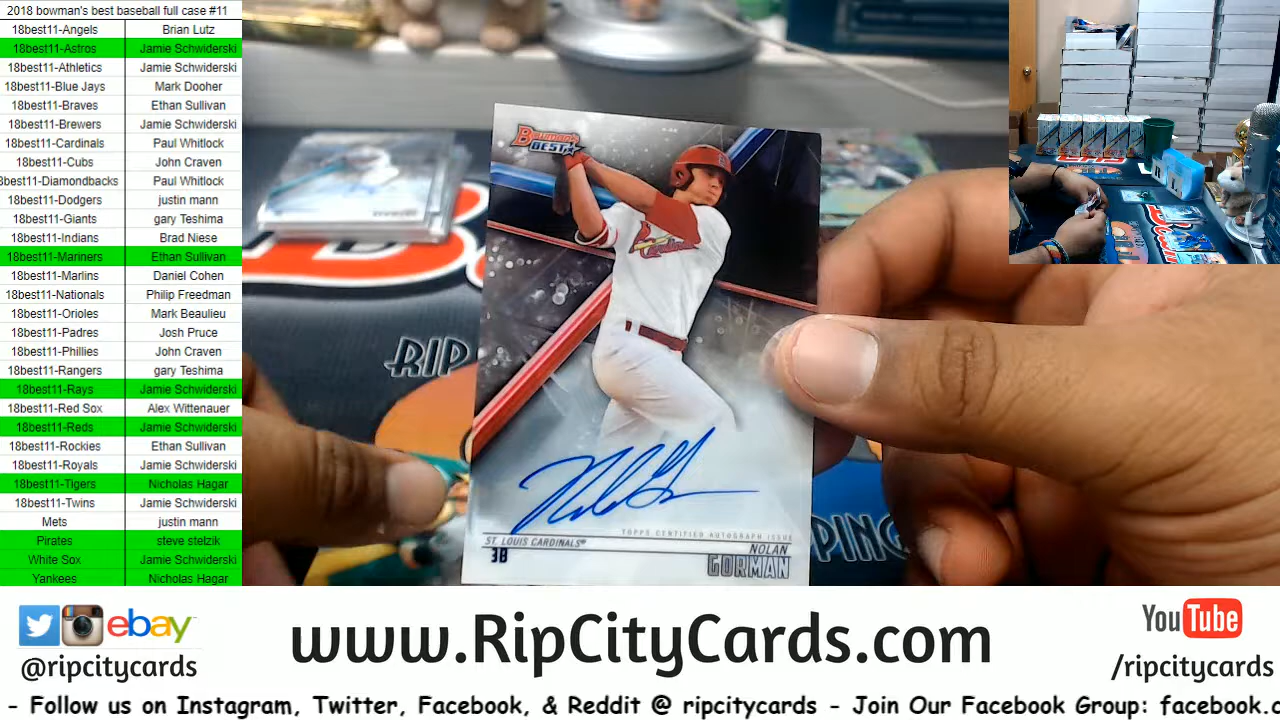 2018 bowman's best baseball full case #11
18best11-Angels Brian Lutz
18best11-Astros Jamie Schwiderski
18best11-Athletics Jamie Schwiderski
18best11-Blue Jays Mark Dooher
18best11-Braves Ethan Sullivan
18best11-Brewers Jamie Schwiderski
18best11-Cardinals Paul Whitlock
18best11-Cubs John Craven
8best11-Diamondbacks Paul Whitlock
18best11-Dodgers justin mann
18best11-Giants gary Teshima
18best11-Indians Brad Niese
18best11-Mariners Ethan Sullivan
18best11-Marlins Daniel Cohen
18best11-Nationals Philip Freedman
18best11-Orioles Mark Beaulieu
18best11-Padres Josh Pruce
18best11-Phillies John Craven
18best11-Rangers gary Teshima
18best11-Rays Jamie Schwiderski
18best11-Red Sox Alex Wittenauer
18best11-Reds Jamie Schwiderski
18best11-Rockies Ethan Sullivan
18best11-Royals Jamie Schwiderski
18best11-Tigers Nicholas Hagar
18best11-Twins Jamie Schwiderski
Mets justin mann
Pirates steve stelzik
White Sox Jamie Schwiderski
Yankees Nicholas Hagar
Bowman's
BEST
Cardinals
RIP
PING
TOPPS CERTIFIED AUTOGRAPH ISSUE
ST. LOUIS CARDINALS®
3B
NOLAN
GORMAN
ebay
@ripcitycards
www.RipCityCards.com
YouTube
/ripcitycards
- Follow us on Instagram, Twitter, Facebook, & Reddit @ ripcitycards - Join Our Facebook Group: facebook.c